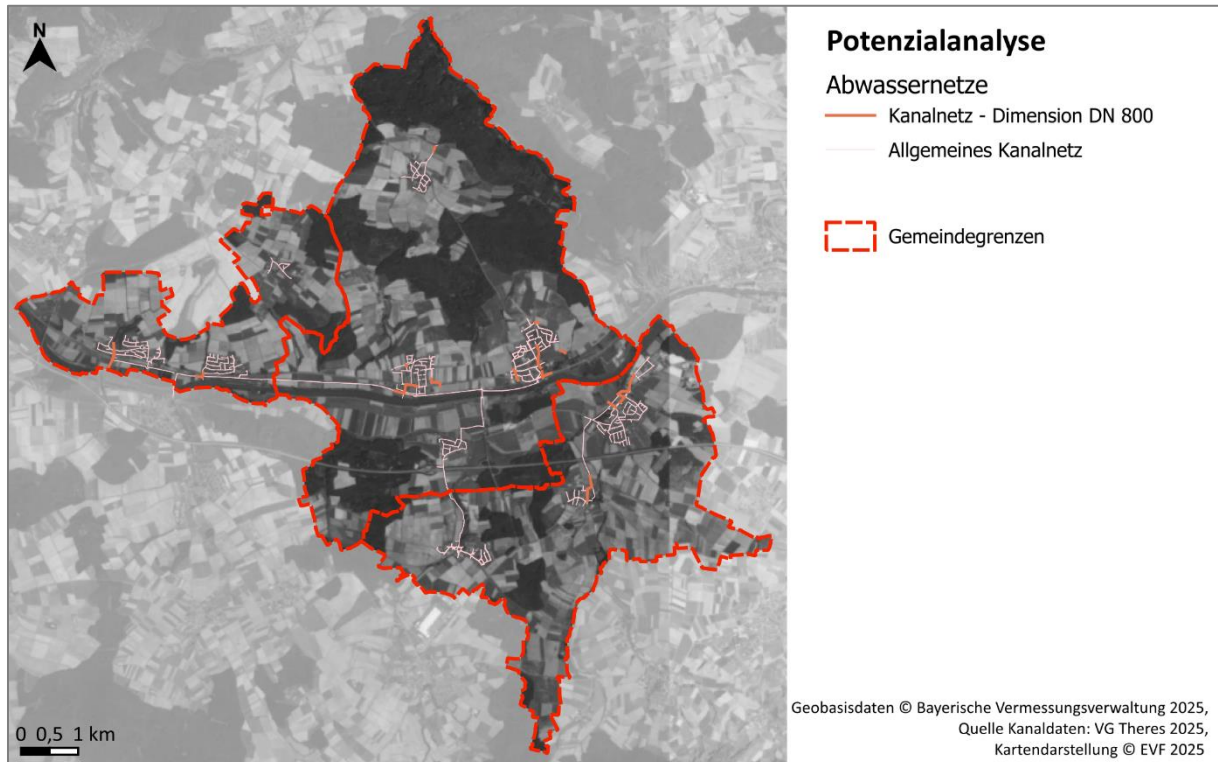 N
Potenzialanalyse
Abwassernetze
Kanalnetz - Dimension DN 800
Allgemeines Kanalnetz
Gemeindegrenzen
0 0,5 1 km
Geobasisdaten © Bayerische Vermessungsverwaltung 2025,
Quelle Kanaldaten: VG Theres 2025,
Kartendarstellung © EVF 2025